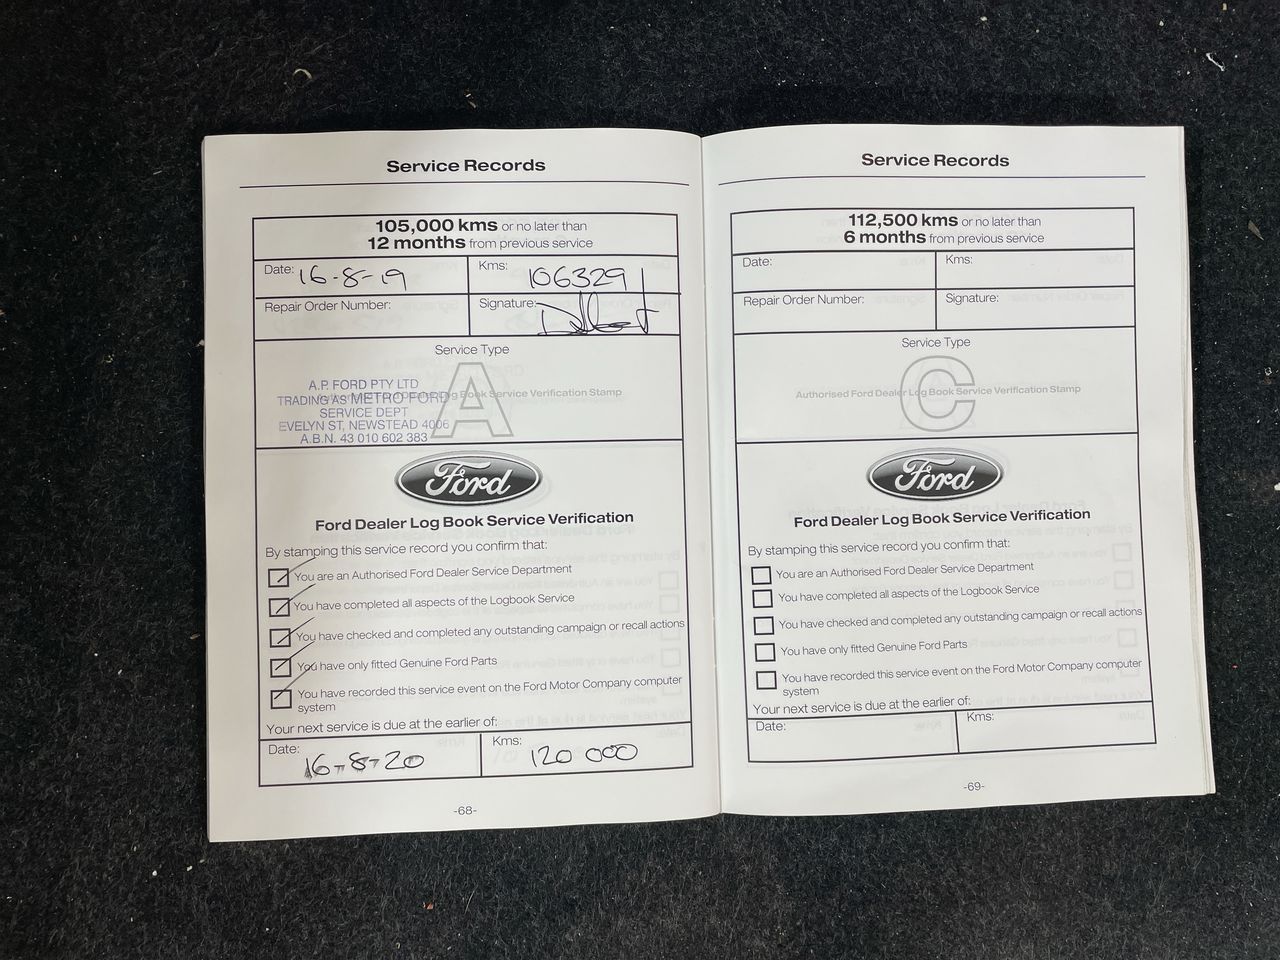 Service Records
105,000 kms or no later than
12 months from previous service
Date: 16-8-19
Kms: 106329
Repair Order Number:
Signature:
Service Type
A
Authorised Ford Dealer Log Book Service Verification Stamp
A.P. FORD PTY LTD
TRADING AS METRO FORD
SERVICE DEPT
EVELYN ST, NEWSTEAD 4006
A.B.N. 43 010 602 383
Ford
Ford Dealer Log Book Service Verification
By stamping this service record you confirm that:
You are an Authorised Ford Dealer Service Department
You have completed all aspects of the Logbook Service
You have checked and completed any outstanding campaign or recall actions
You have only fitted Genuine Ford Parts
You have recorded this service event on the Ford Motor Company computer
system
Your next service is due at the earlier of:
Date: 16-8-20
Kms: 120 000
-68-
Service Records
112,500 kms or no later than
6 months from previous service
Date:
Kms:
Repair Order Number:
Signature:
Service Type
C
Authorised Ford Dealer Log Book Service Verification Stamp
Ford
Ford Dealer Log Book Service Verification
By stamping this service record you confirm that:
You are an Authorised Ford Dealer Service Department
You have completed all aspects of the Logbook Service
You have checked and completed any outstanding campaign or recall actions
You have only fitted Genuine Ford Parts
You have recorded this service event on the Ford Motor Company computer
system
Your next service is due at the earlier of:
Date:
Kms:
-69-